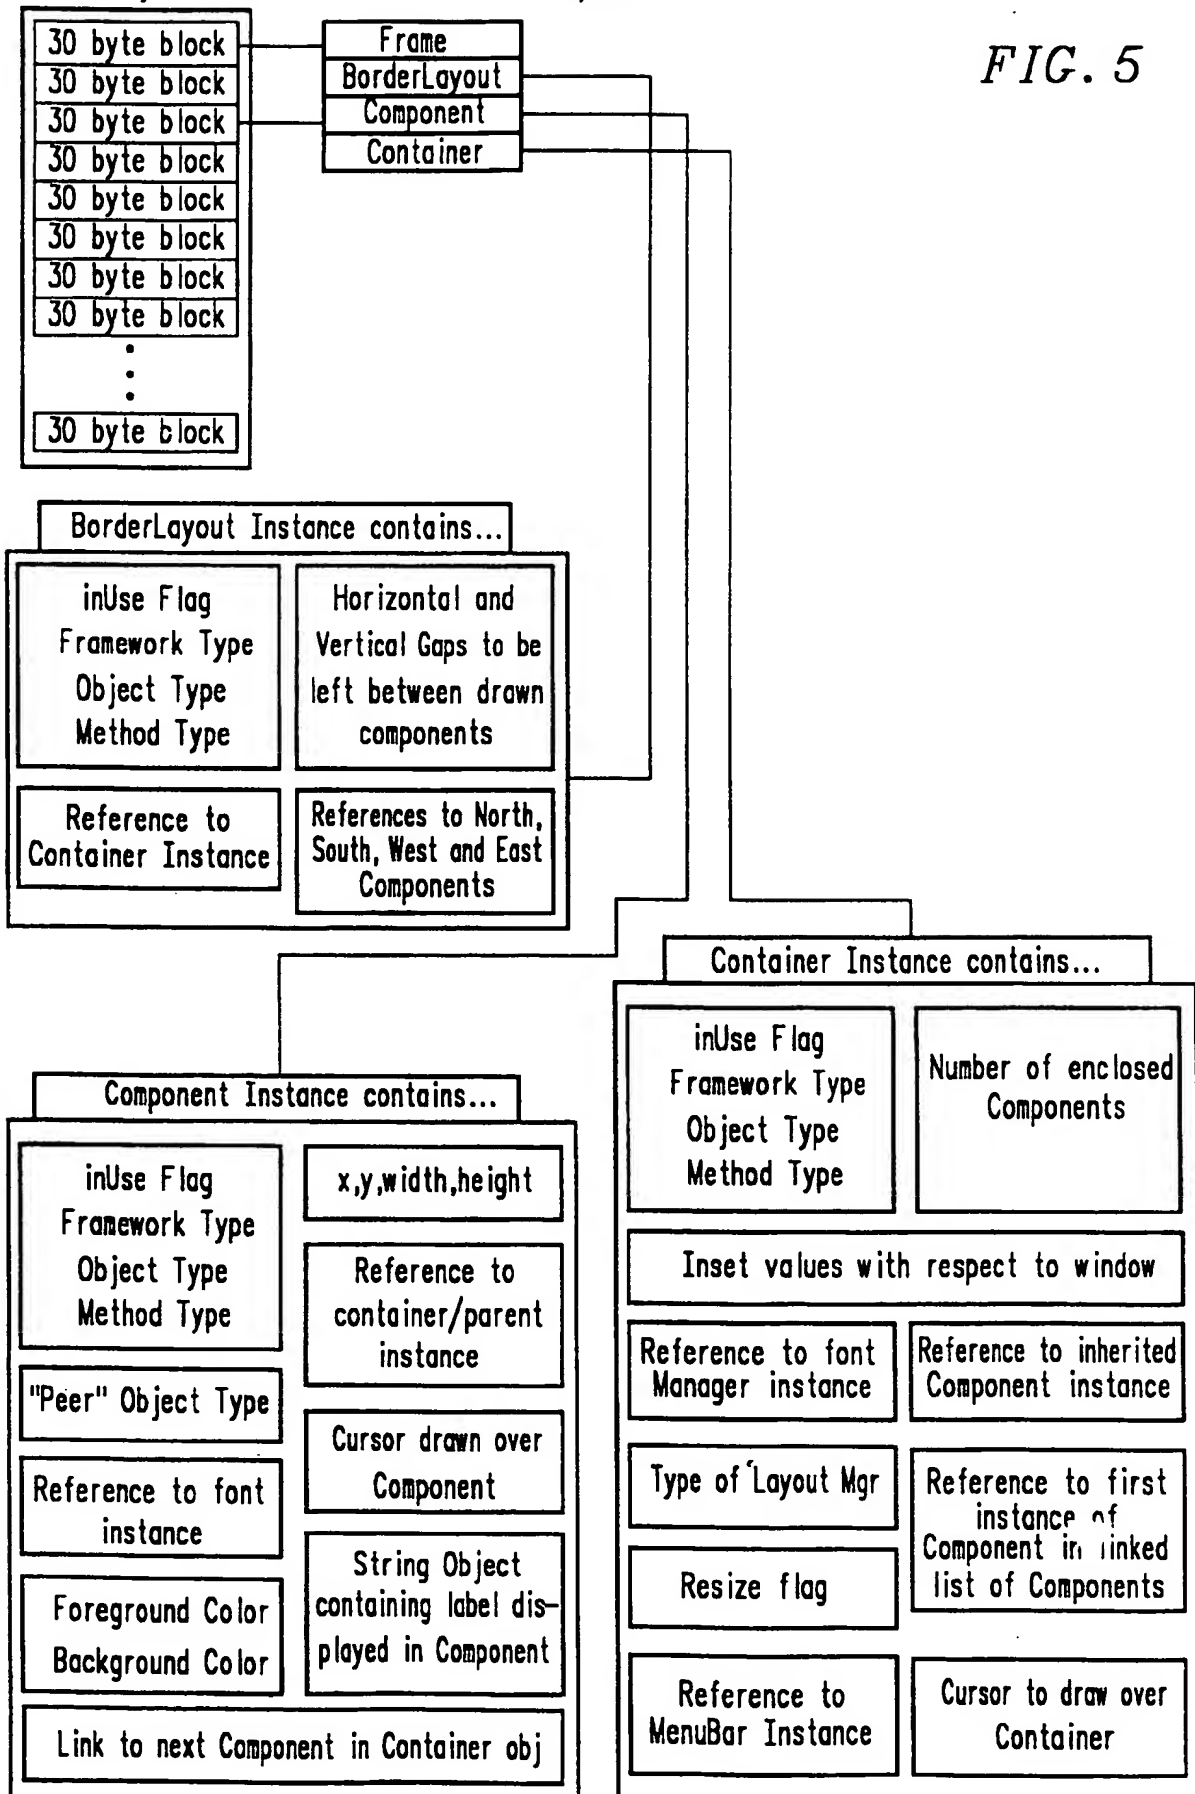 FIG. 5
30 byte block
30 byte block
30 byte block
30 byte block
30 byte block
30 byte block
30 byte block
30 byte block
30 byte block
Frame
BorderLayout
Component
Container
BorderLayout Instance contains...
inUse Flag
Framework Type
Object Type
Method Type
Horizontal and
Vertical Gaps to be
left between drawn
components
Reference to
Container Instance
References to North,
South, West and East
Components
Component Instance contains...
inUse Flag
Framework Type
Object Type
Method Type
x,y,width,height
Reference to
container/parent
instance
"Peer" Object Type
Cursor drawn over
Component
Reference to font
instance
String Object
containing label dis-
played in Component
Foreground Color
Background Color
Link to next Component in Container obj
Container Instance contains...
inUse Flag
Framework Type
Object Type
Method Type
Number of enclosed
Components
Inset values with respect to window
Reference to font
Manager instance
Reference to inherited
Component instance
Type of Layout Mgr
Reference to first
instance of
Component in linked
list of Components
Resize flag
Reference to
MenuBar Instance
Cursor to draw over
Container